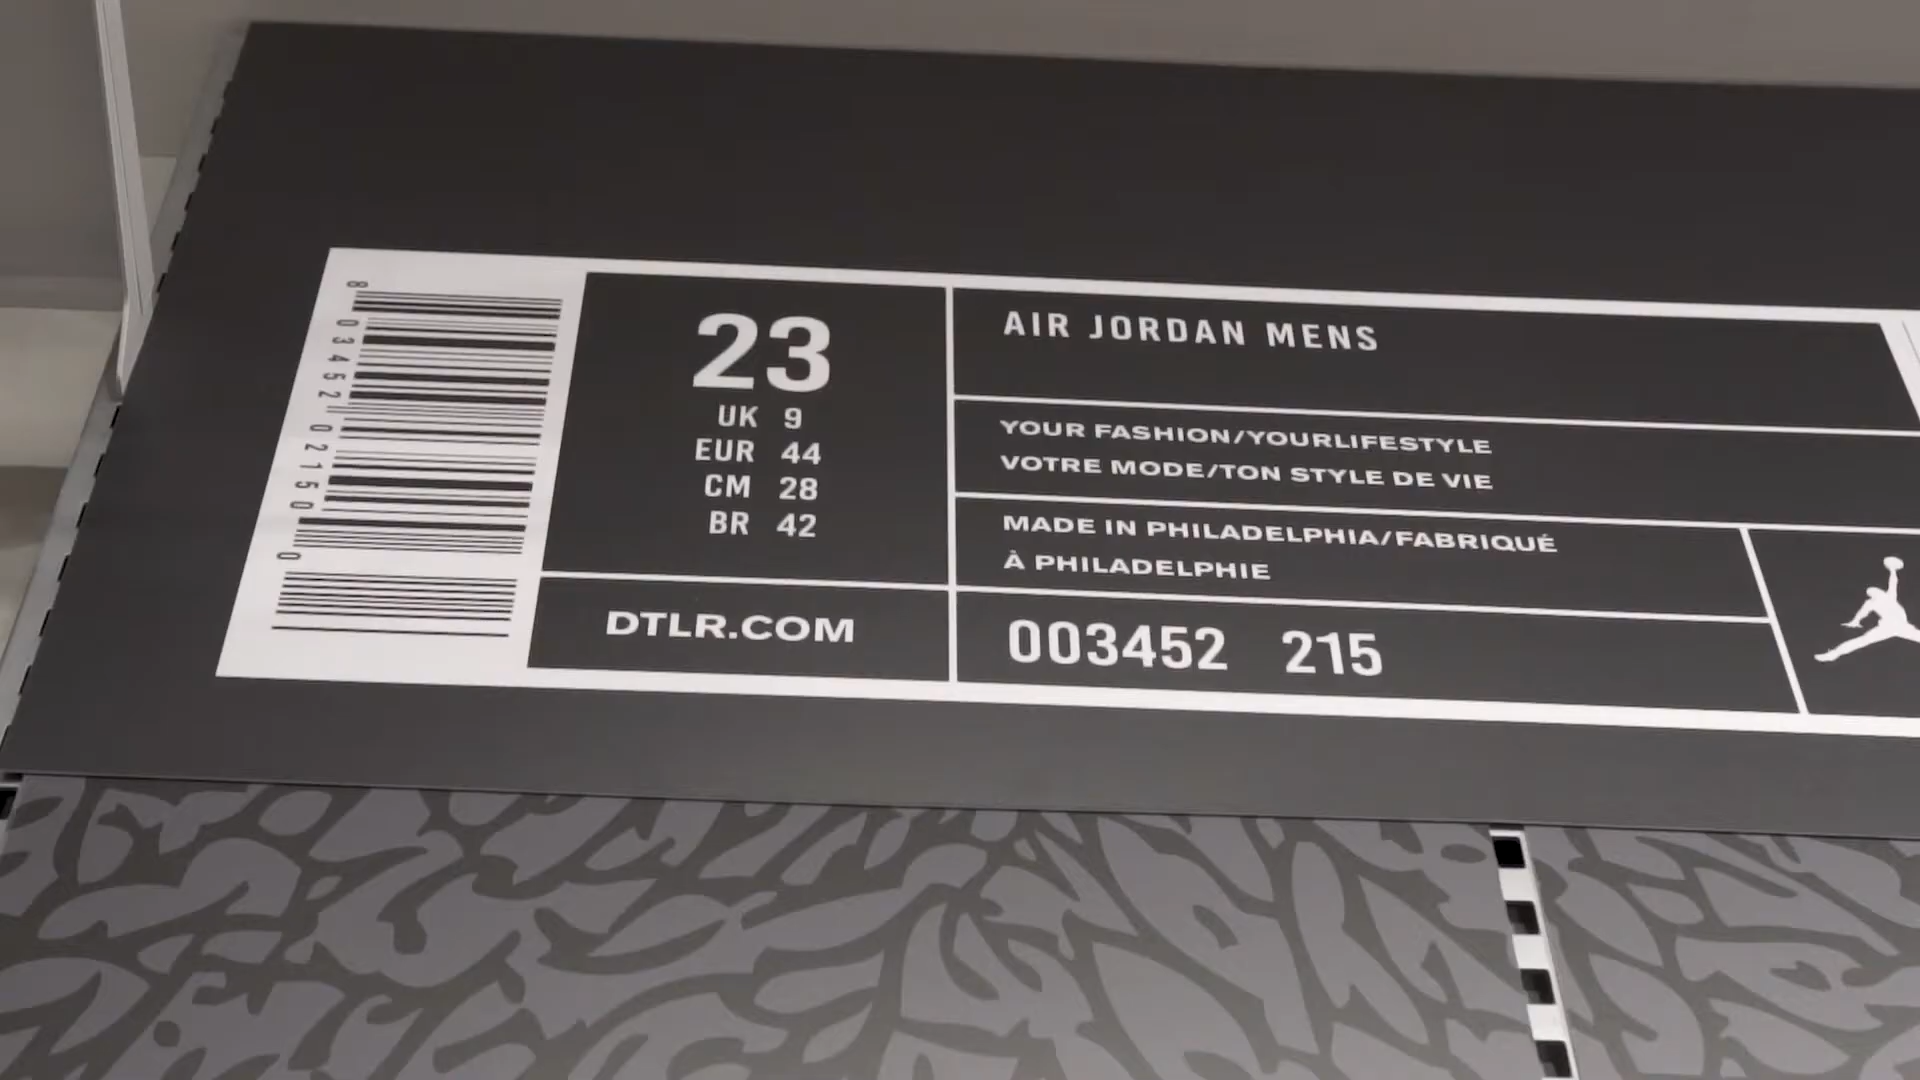 8 03452 02150 0
23
UK 9
EUR 44
CM 28
BR 42
DTLR.COM
AIR JORDAN MENS
YOUR FASHION/YOURLIFESTYLE
VOTRE MODE/TON STYLE DE VIE
MADE IN PHILADELPHIA/FABRIQUÉ
À PHILADELPHIE
003452 215